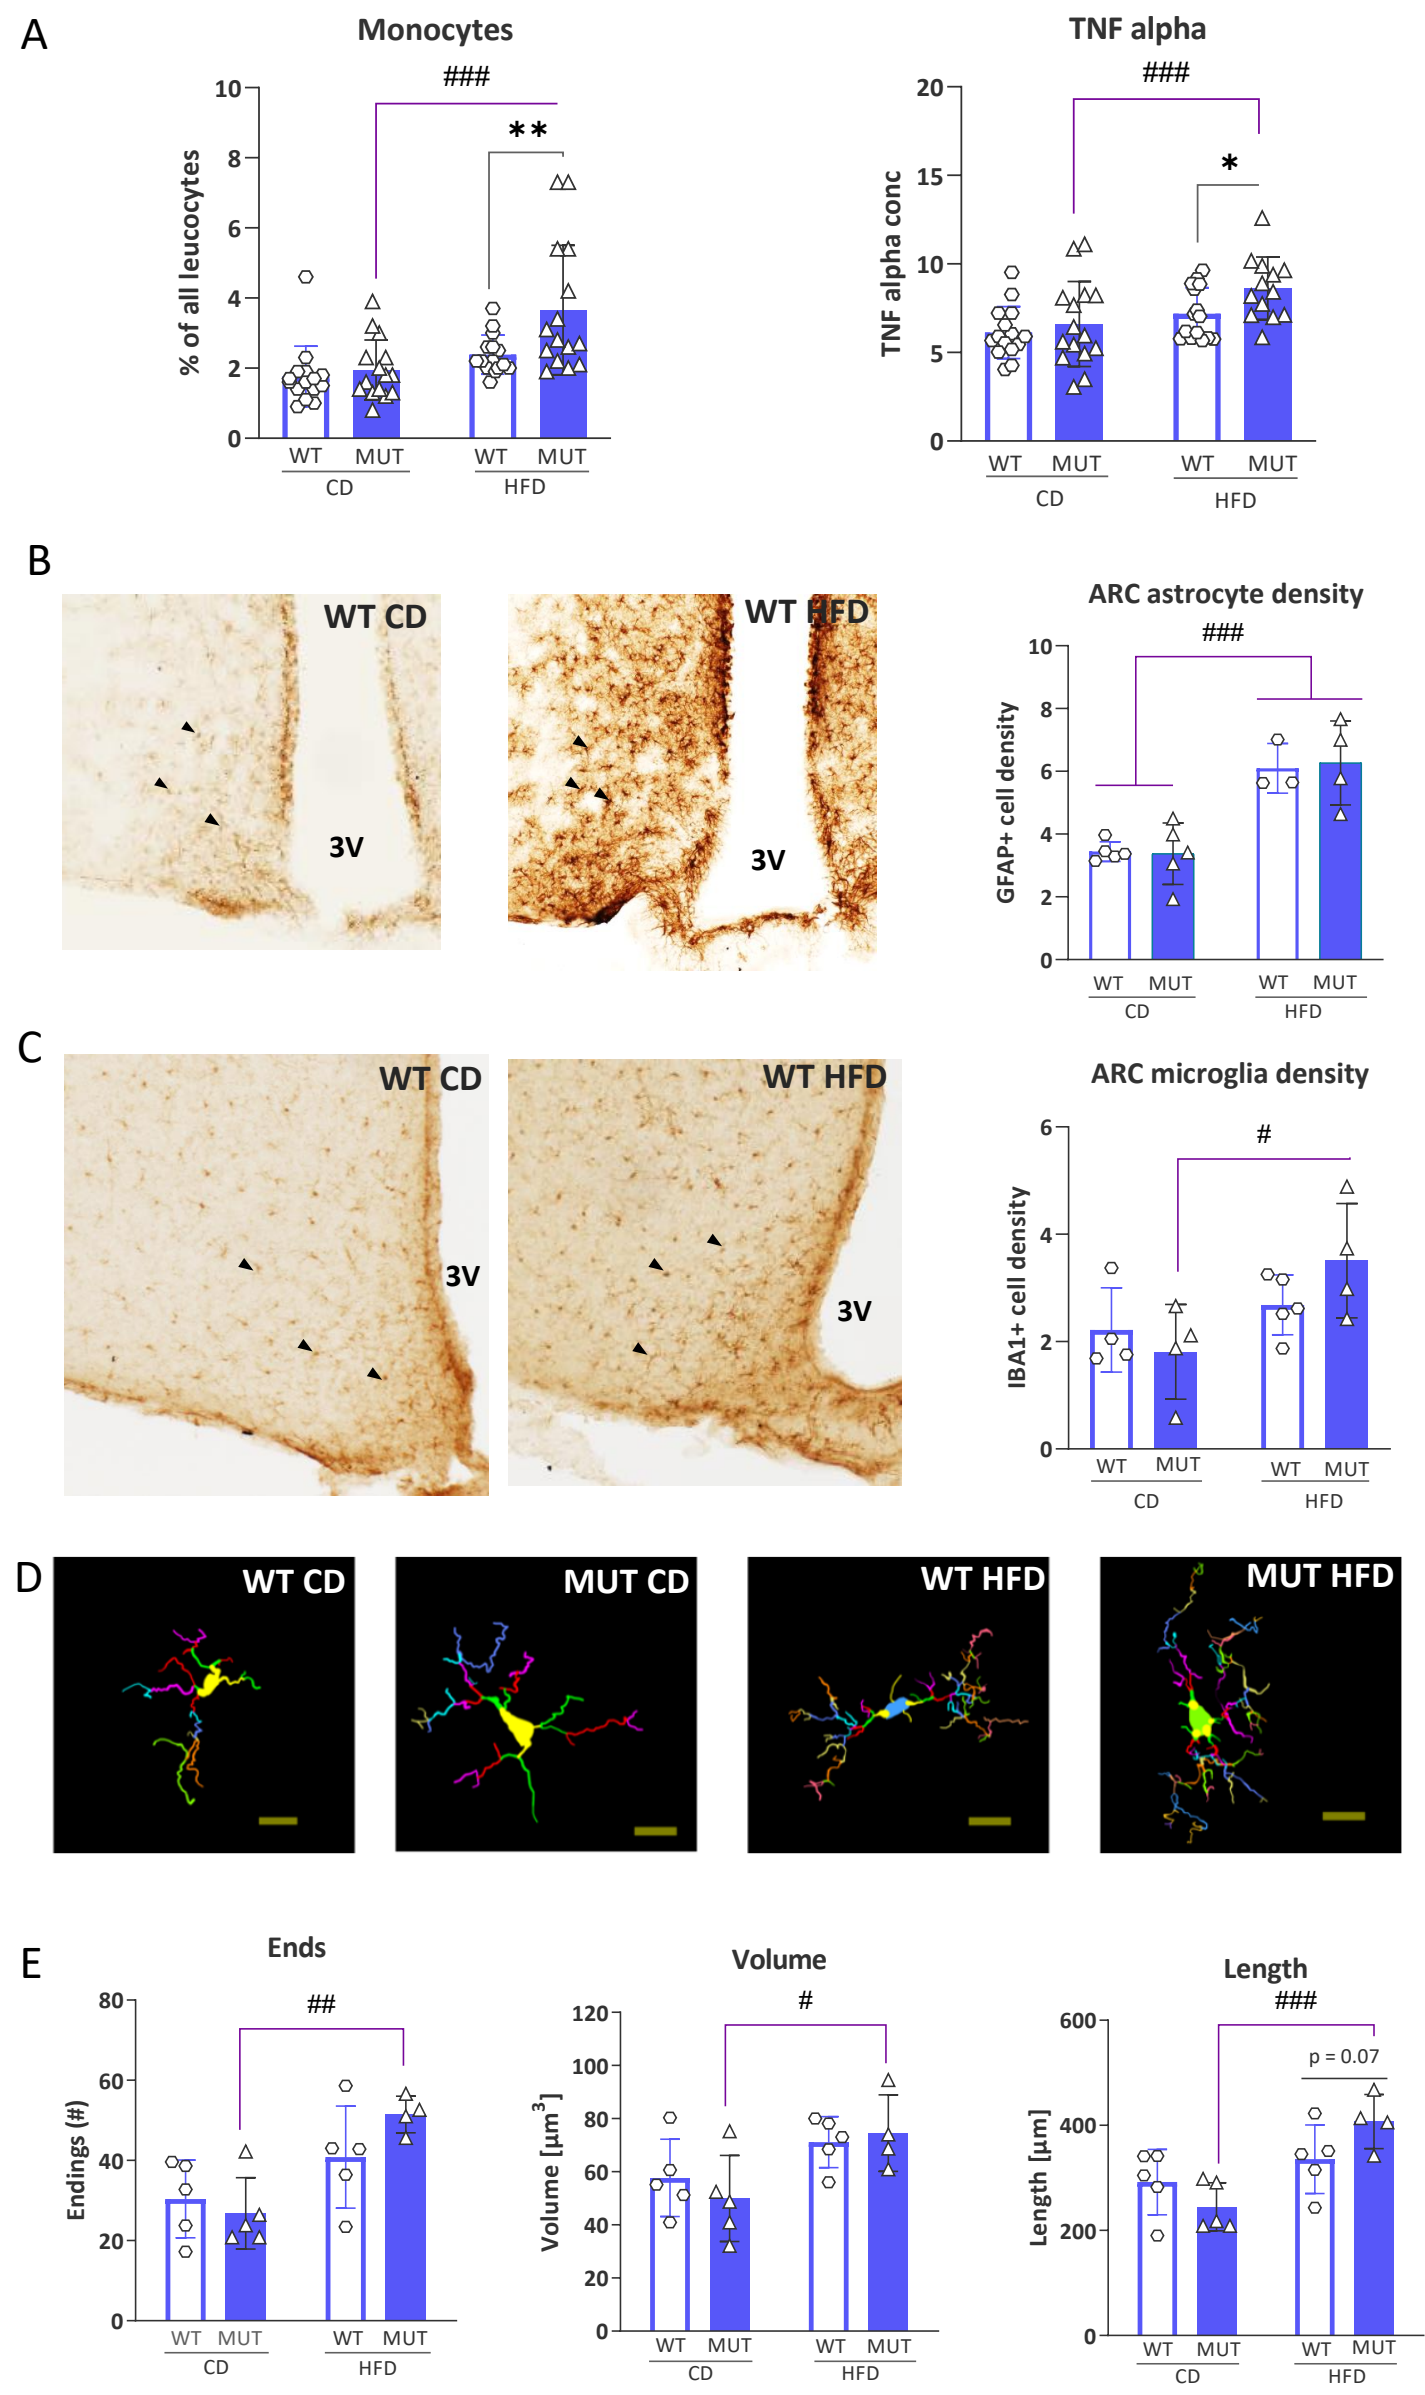 A
Monocytes
###
**
% of all leucocytes
10
8
6
4
2
0
WT MUT WT MUT
CD HFD
TNF alpha
###
*
TNF alpha conc
20
15
10
5
0
WT MUT WT MUT
CD HFD
B
WT CD
3V
WT HFD
3V
ARC astrocyte density
###
GFAP+ cell density
10
8
6
4
2
0
WT MUT WT MUT
CD HFD
C
WT CD
3V
WT HFD
3V
ARC microglia density
#
IBA1+ cell density
6
4
2
0
WT MUT WT MUT
CD HFD
D
WT CD
MUT CD
WT HFD
MUT HFD
E
Ends
##
Endings (#)
80
60
40
20
0
WT MUT WT MUT
CD HFD
Volume
#
Volume [µm³]
120
100
80
60
40
20
0
WT MUT WT MUT
CD HFD
Length
###
p = 0.07
Length [µm]
600
400
200
0
WT MUT WT MUT
CD HFD